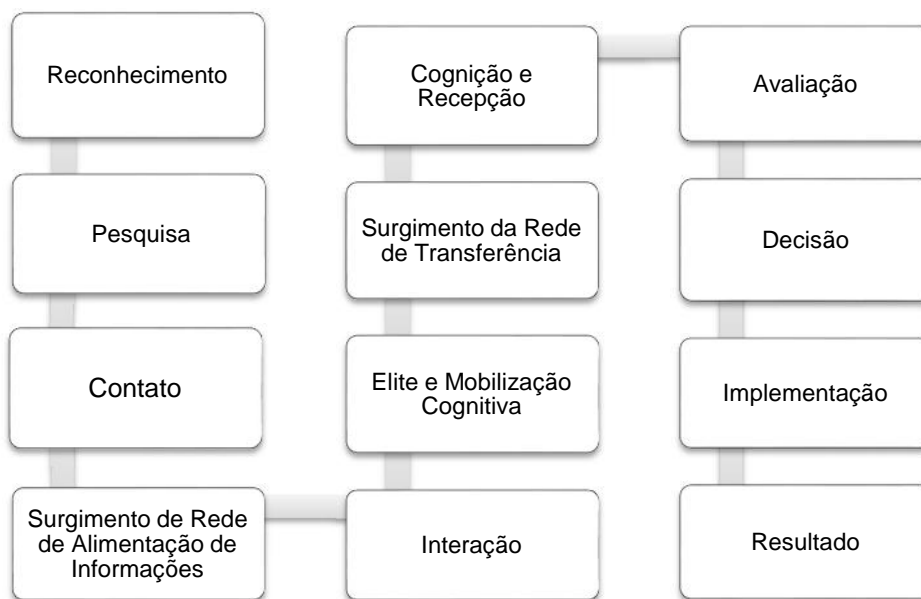 Reconhecimento
Pesquisa
Contato
Surgimento de Rede
de Alimentação de
Informações
Interação
Elite e Mobilização
Cognitiva
Surgimento da Rede
de Transferência
Cognição e
Recepção
Avaliação
Decisão
Implementação
Resultado